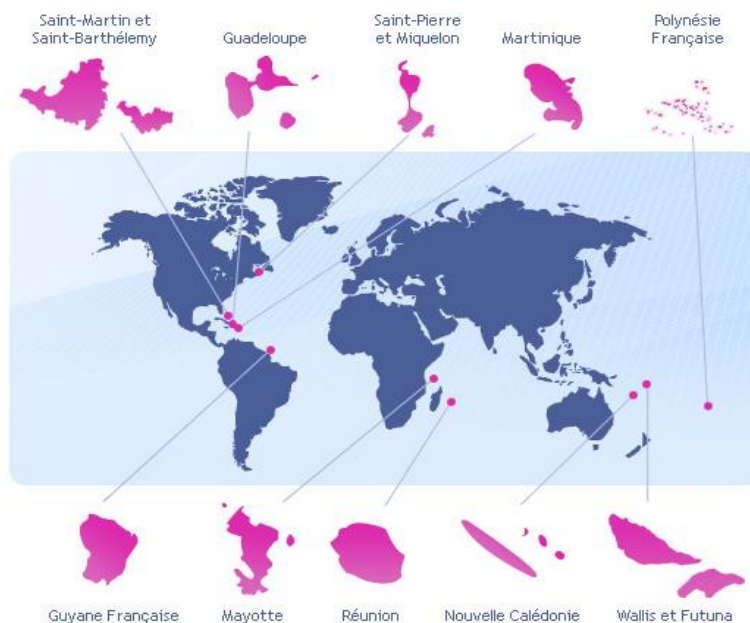 Saint-Martin et
Saint-Barthélemy
Guadeloupe
Saint-Pierre
et Miquelon
Martinique
Polynésie
Française
Guyane Française
Mayotte
Réunion
Nouvelle Calédonie
Wallis et Futuna